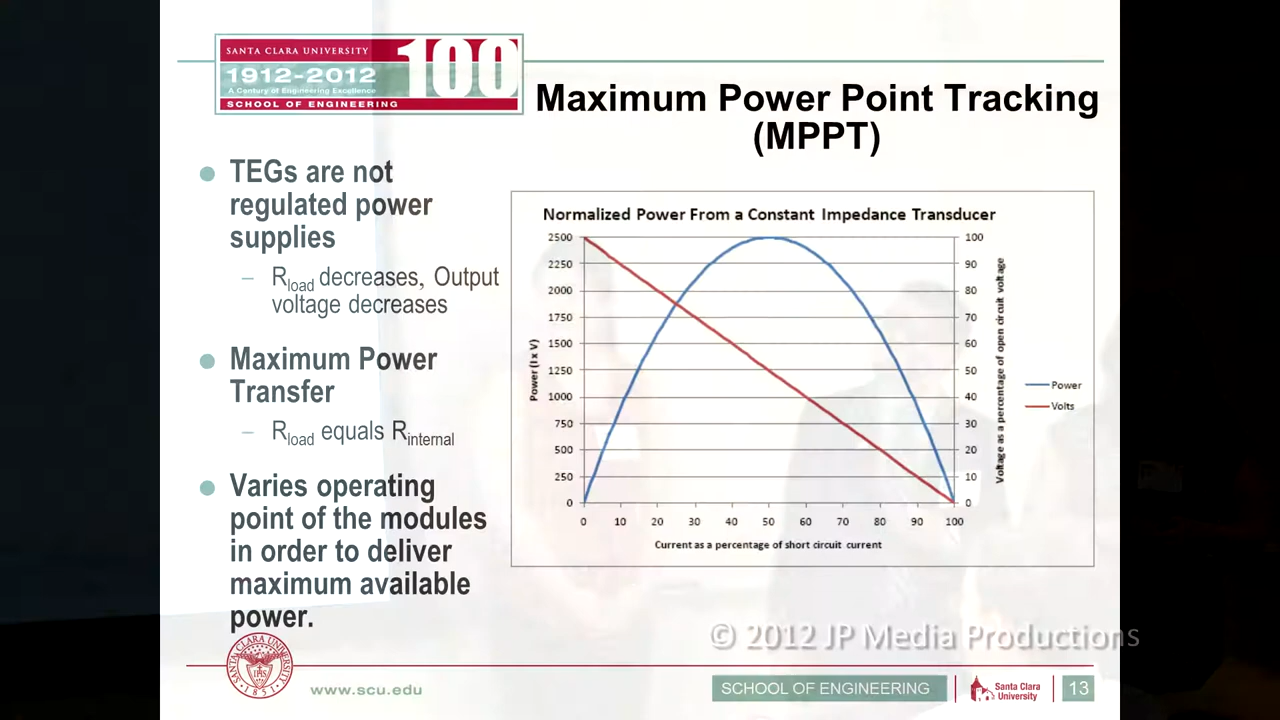 SANTA CLARA UNIVERSITY
100
1912-2012
A Century of Engineering Excellence
SCHOOL OF ENGINEERING
Maximum Power Point Tracking
(MPPT)
TEGs are not
regulated power
supplies
– Rload decreases, Output
voltage decreases
Maximum Power
Transfer
– Rload equals Rinternal
Varies operating
point of the modules
in order to deliver
maximum available
power.
Normalized Power From a Constant Impedance Transducer
2500
2250
2000
1750
1500
1250
1000
750
500
250
0
Power (I x V)
100
90
80
70
60
50
40
30
20
10
0
Voltage as a percentage of open circuit voltage
0 10 20 30 40 50 60 70 80 90 100
Current as a percentage of short circuit current
Power
Volts
© 2012 JP Media Productions
SANTA CLARA UNIVERSITY
IHS
1851
www.scu.edu
SCHOOL OF ENGINEERING
Santa Clara
University
13